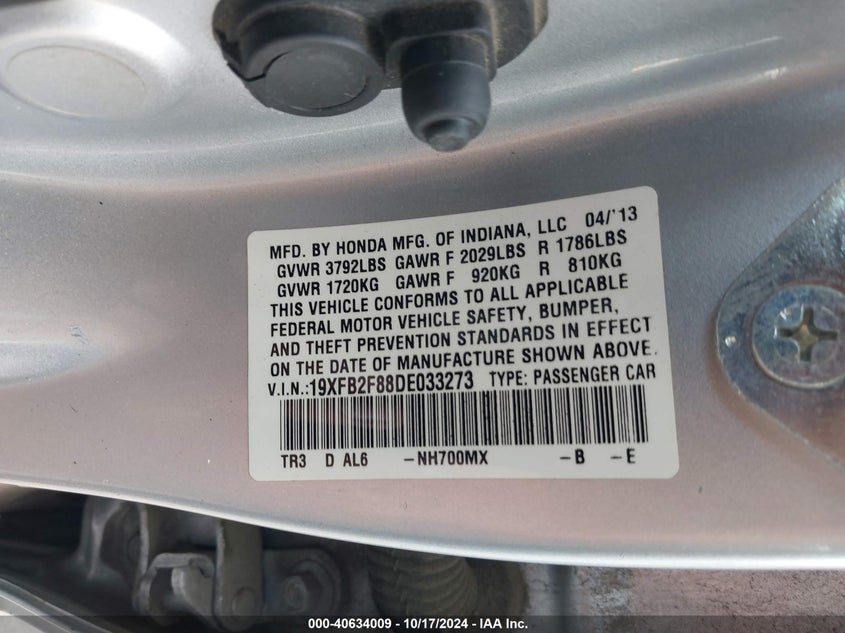 MFD. BY HONDA MFG. OF INDIANA, LLC 04/'13
GVWR 3792LBS GAWR F 2029LBS R 1786LBS
GVWR 1720KG GAWR F 920KG R 810KG
THIS VEHICLE CONFORMS TO ALL APPLICABLE
FEDERAL MOTOR VEHICLE SAFETY, BUMPER,
AND THEFT PREVENTION STANDARDS IN EFFECT
ON THE DATE OF MANUFACTURE SHOWN ABOVE.
V.I.N.:19XFB2F88DE033273 TYPE: PASSENGER CAR
TR3 D AL6 -NH700MX -B -E
000-40634009 - 10/17/2024 - IAA Inc.